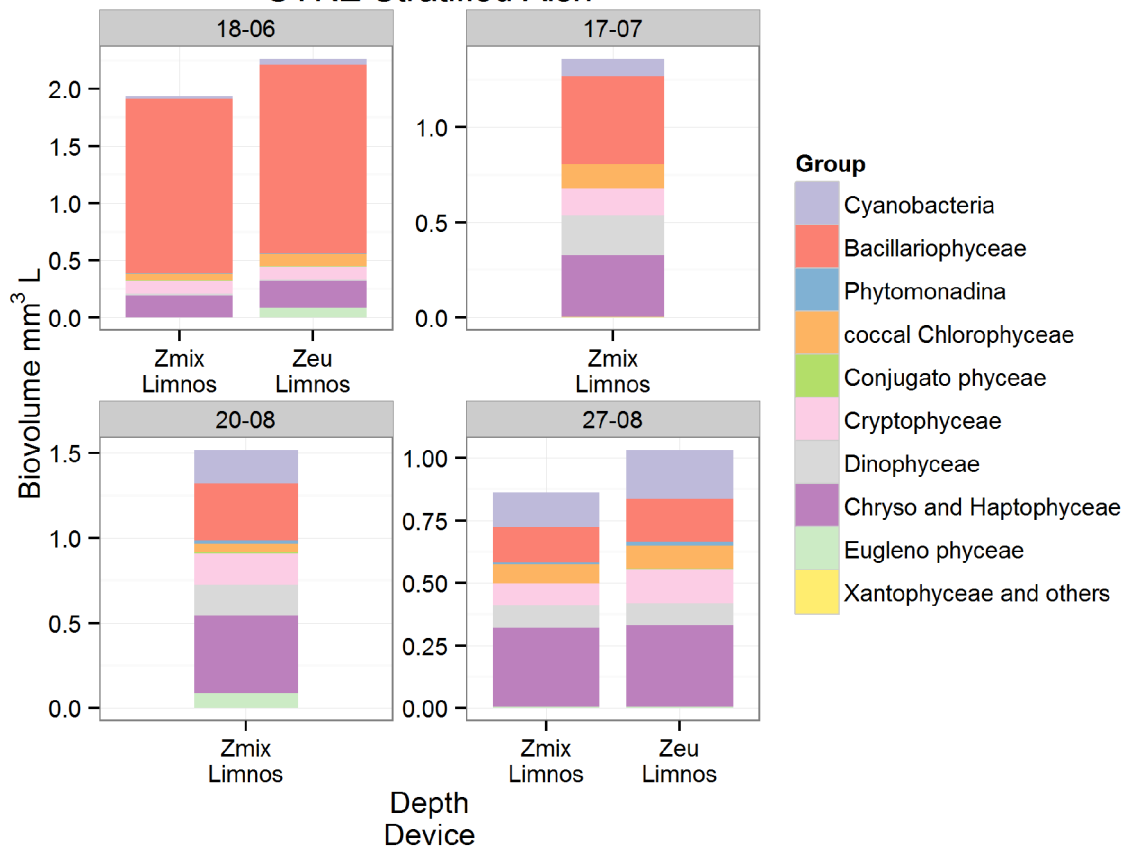 18-06
17-07
2.0
1.5
1.0
0.5
0.0
1.0
0.5
0.0
Zmix
Limnos
Zeu
Limnos
Zmix
Limnos
20-08
27-08
1.5
1.0
0.5
0.0
1.00
0.75
0.50
0.25
0.00
Zmix
Limnos
Zmix
Limnos
Zeu
Limnos
Biovolume mm³ L
Depth
Device
Group
Cyanobacteria
Bacillariophyceae
Phytomonadina
coccal Chlorophyceae
Conjugato phyceae
Cryptophyceae
Dinophyceae
Chryso and Haptophyceae
Eugleno phyceae
Xantophyceae and others